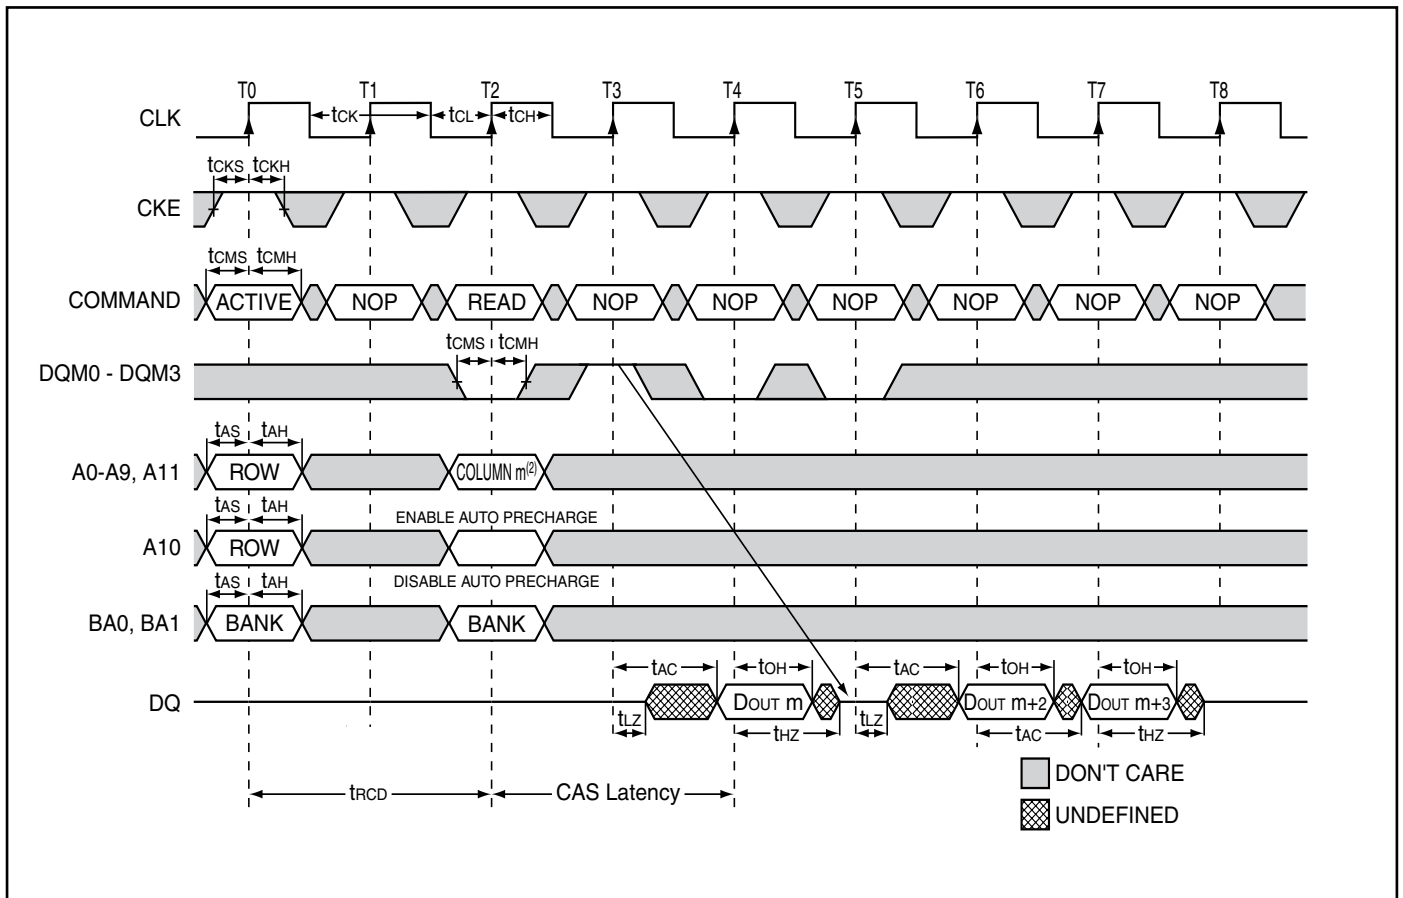 T0 T1 T2 T3 T4 T5 T6 T7 T8
CLK tCK tCL tCH
tCKS tCKH
CKE
tCMS tCMH
COMMAND ACTIVE NOP READ NOP NOP NOP NOP NOP NOP
tCMS tCMH
DQM0 - DQM3
tAS tAH
A0-A9, A11 ROW COLUMN m(2)
tAS tAH ENABLE AUTO PRECHARGE
A10 ROW
tAS tAH DISABLE AUTO PRECHARGE
BA0, BA1 BANK BANK
tAC tOH tAC tOH tOH
DQ DOUT m DOUT m+2 DOUT m+3
tLZ tHZ tLZ tAC tHZ
DON'T CARE
tRCD CAS Latency
UNDEFINED